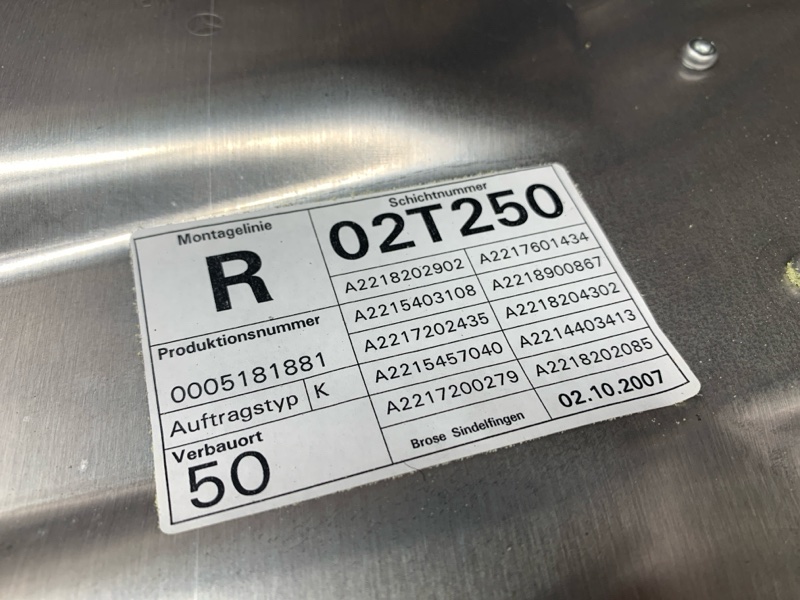 Montagelinie
R
Schichtnummer
02T250
A2218202902 A2217601434
A2215403108 A2218900867
A2217202435 A2218204302
A2215457040 A2214403413
A2217200279 A2218202085
Produktionsnummer
0005181881
Auftragstyp K
Verbauort
50
Brose Sindelfingen 02.10.2007